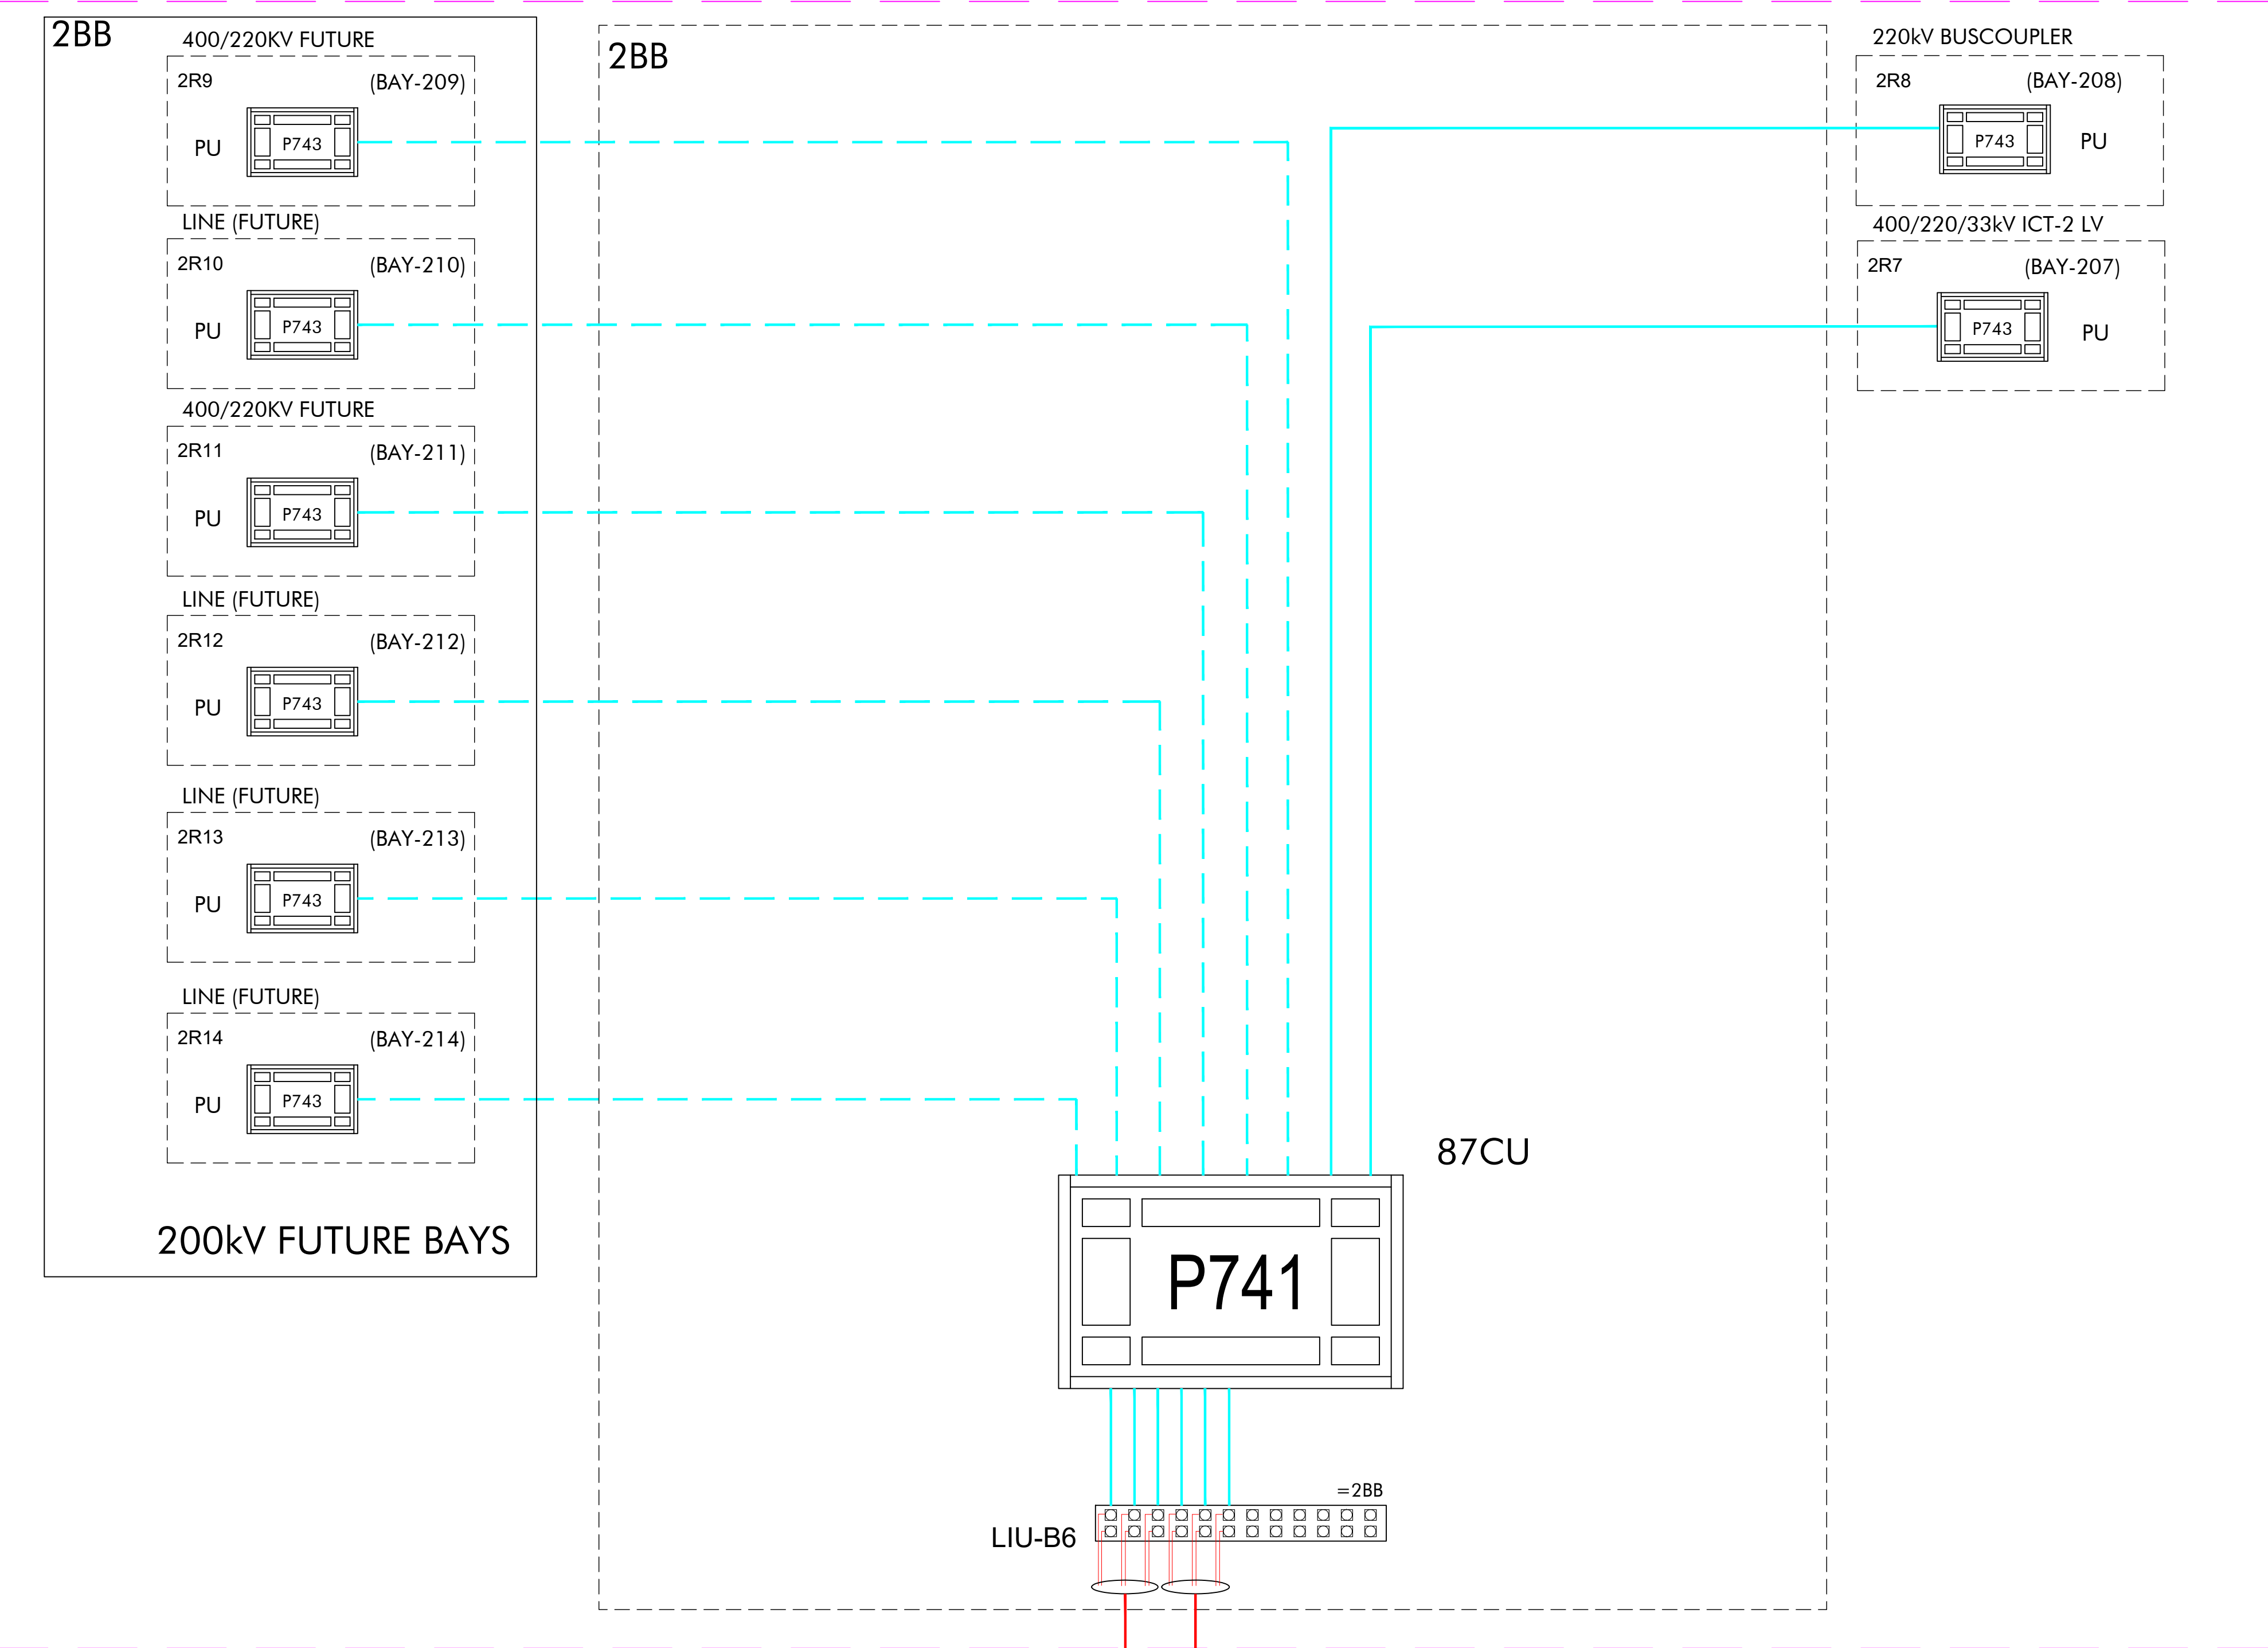 2BB
400/220KV FUTURE
2R9 (BAY-209)
PU P743
LINE (FUTURE)
2R10 (BAY-210)
PU P743
400/220KV FUTURE
2R11 (BAY-211)
PU P743
LINE (FUTURE)
2R12 (BAY-212)
PU P743
LINE (FUTURE)
2R13 (BAY-213)
PU P743
LINE (FUTURE)
2R14 (BAY-214)
PU P743
200kV FUTURE BAYS
2BB
87CU
P741
=2BB
LIU-B6
220kV BUSCOUPLER
2R8 (BAY-208)
P743 PU
400/220/33kV ICT-2 LV
2R7 (BAY-207)
P743 PU